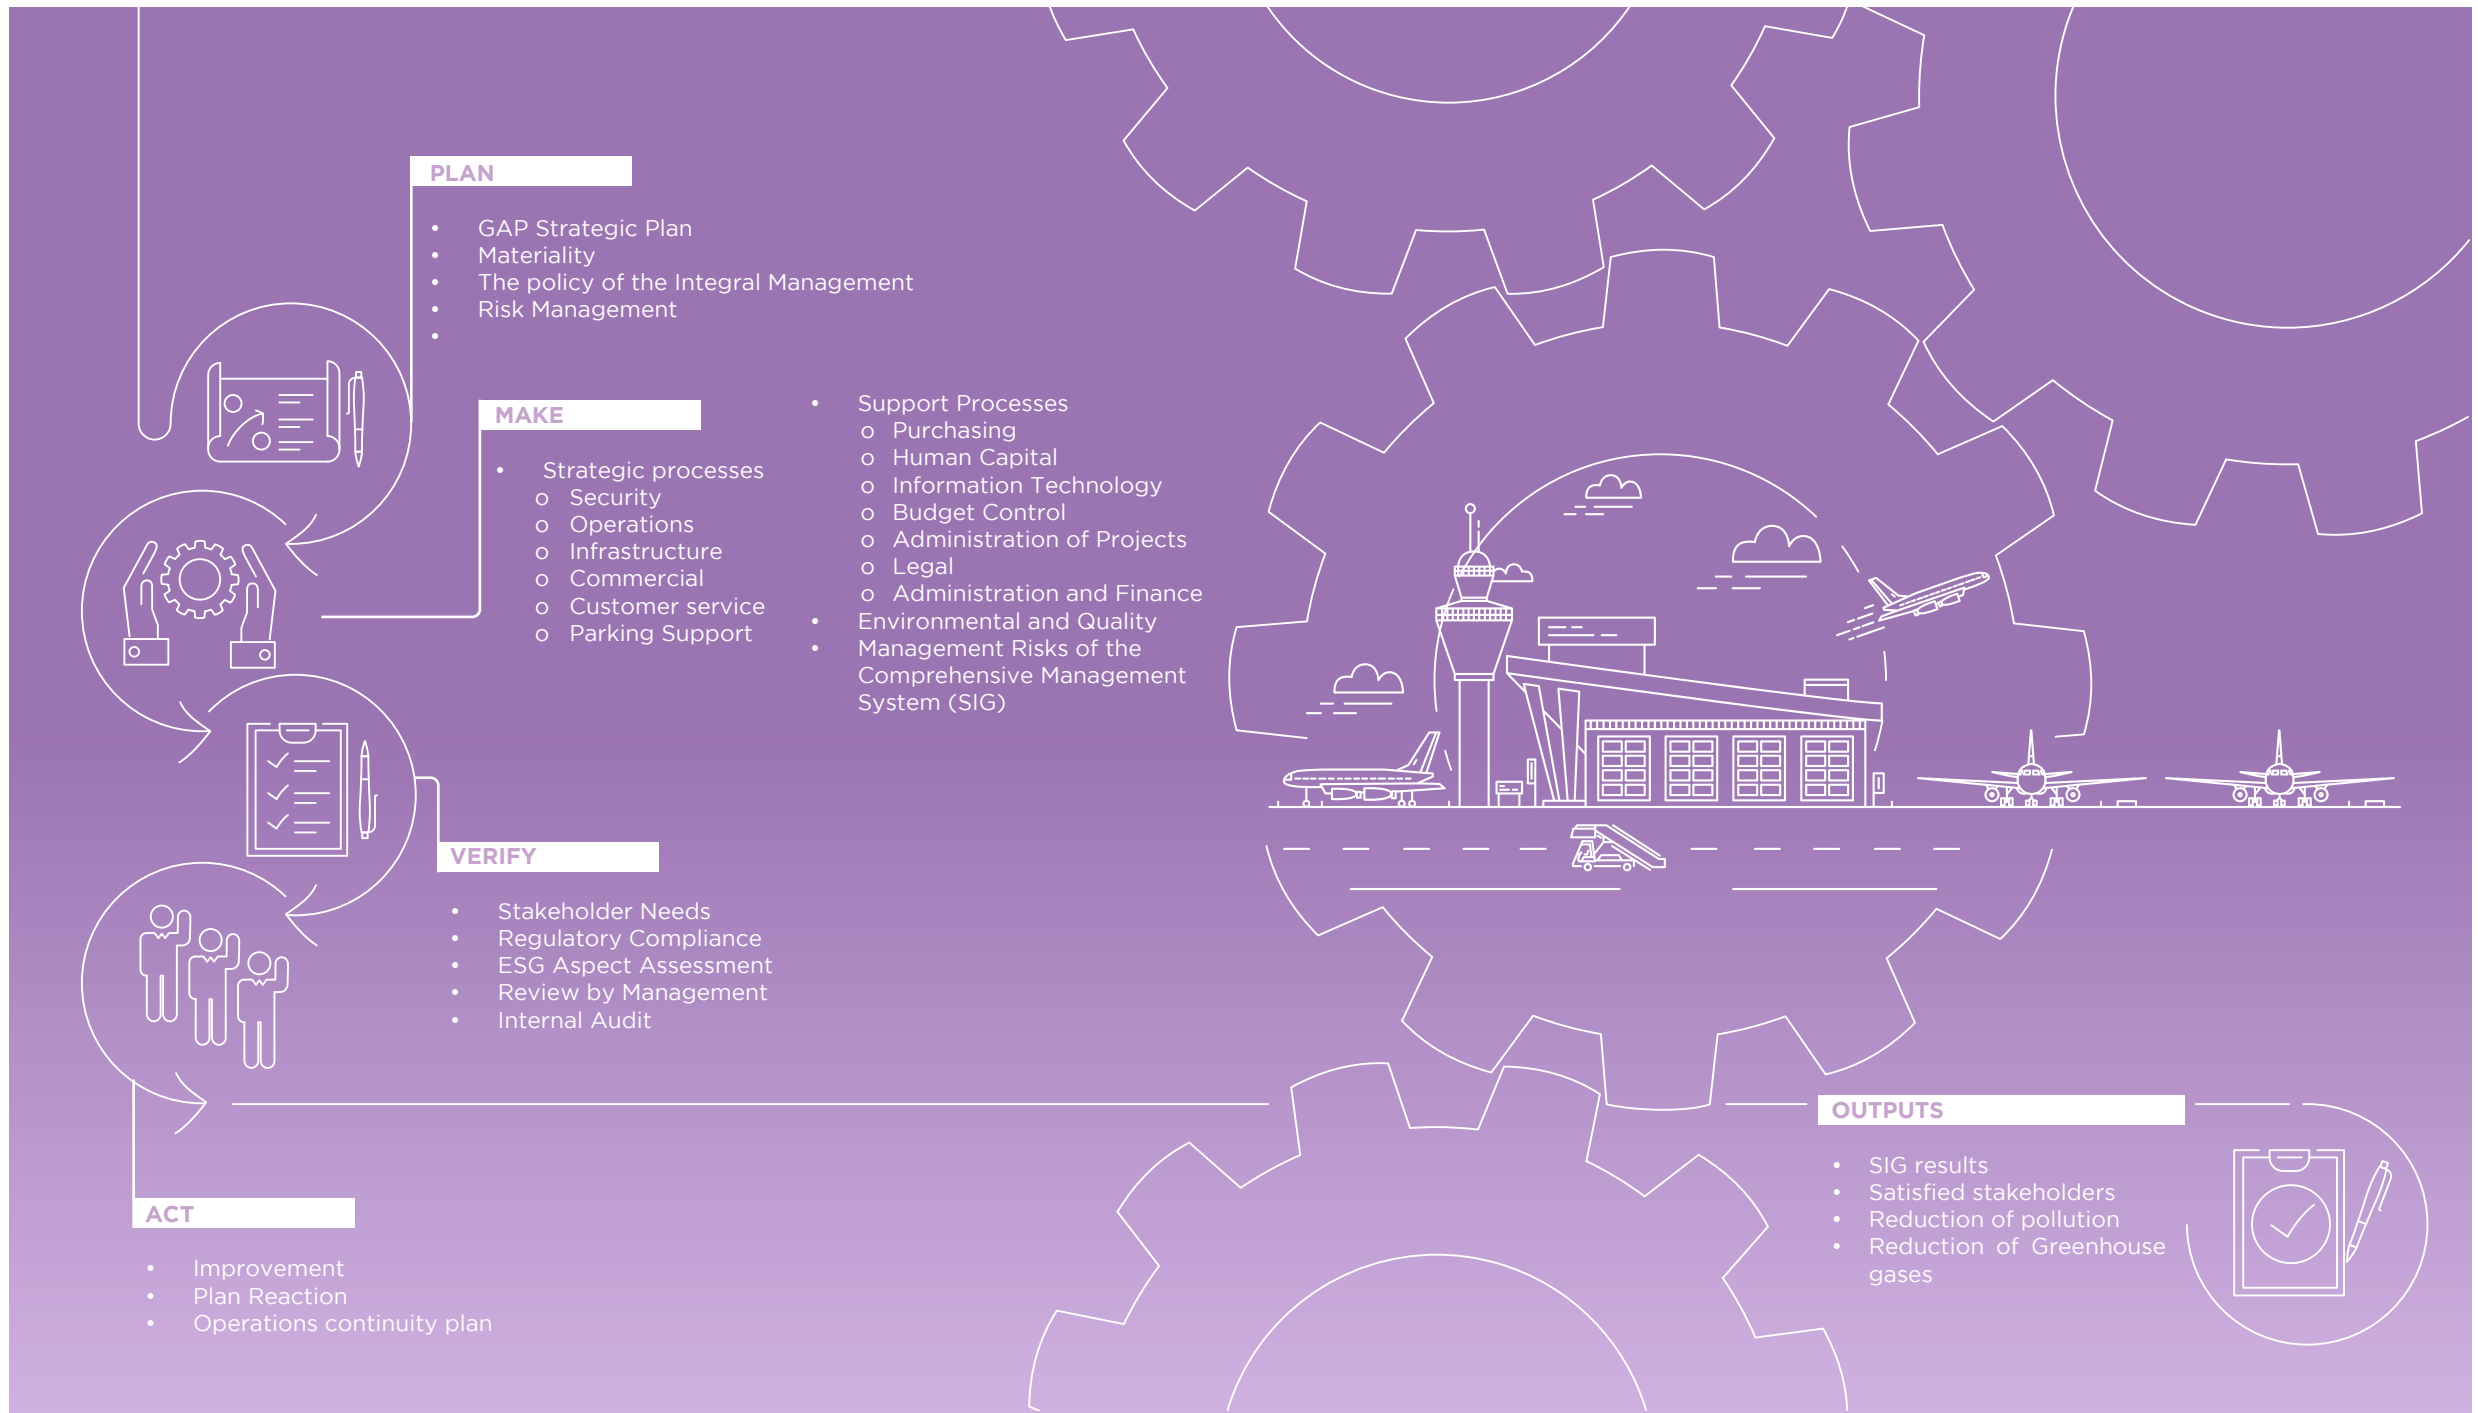 PLAN
• GAP Strategic Plan
• Materiality
• The policy of the Integral Management
• Risk Management
•
MAKE
• Strategic processes
o Security
o Operations
o Infrastructure
o Commercial
o Customer service
o Parking Support
• Support Processes
o Purchasing
o Human Capital
o Information Technology
o Budget Control
o Administration of Projects
o Legal
o Administration and Finance
• Environmental and Quality
• Management Risks of the
Comprehensive Management
System (SIG)
VERIFY
• Stakeholder Needs
• Regulatory Compliance
• ESG Aspect Assessment
• Review by Management
• Internal Audit
ACT
• Improvement
• Plan Reaction
• Operations continuity plan
OUTPUTS
• SIG results
• Satisfied stakeholders
• Reduction of pollution
• Reduction of Greenhouse
gases